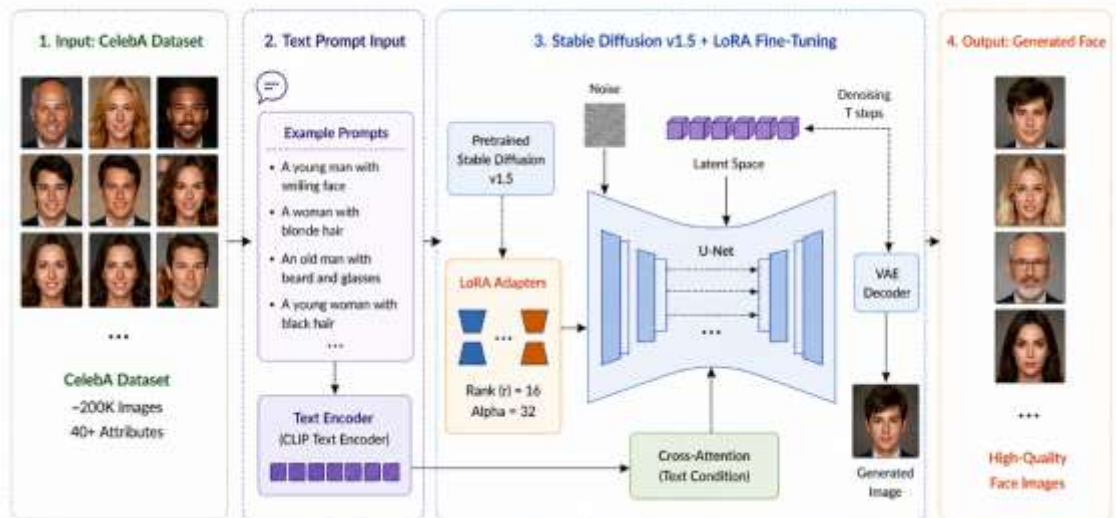 1. Input: CelebA Dataset
...
CelebA Dataset
~200K Images
40+ Attributes
2. Text Prompt Input
Example Prompts
• A young man with
smiling face
• A woman with
blonde hair
• An old man with
beard and glasses
• A young woman with
black hair
...
Text Encoder
(CLIP Text Encoder)
3. Stable Diffusion v1.5 + LoRA Fine-Tuning
Pretrained
Stable Diffusion
v1.5
LoRA Adapters
...
Rank (r) = 16
Alpha = 32
Noise
Latent Space
Denoising
T steps
U-Net
...
Cross-Attention
(Text Condition)
VAE
Decoder
Generated
Image
4. Output: Generated Face
...
High-Quality
Face Images